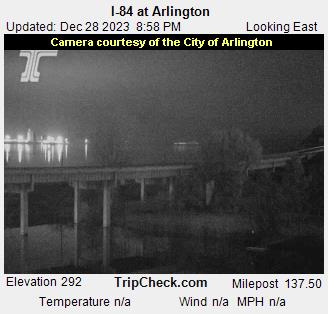 I-84 at Arlington
Updated: Dec 28 2023 8:58 PM Looking East
Camera courtesy of the City of Arlington
Elevation 292 TripCheck.com Milepost 137.50
Temperature n/a Wind n/a MPH n/a